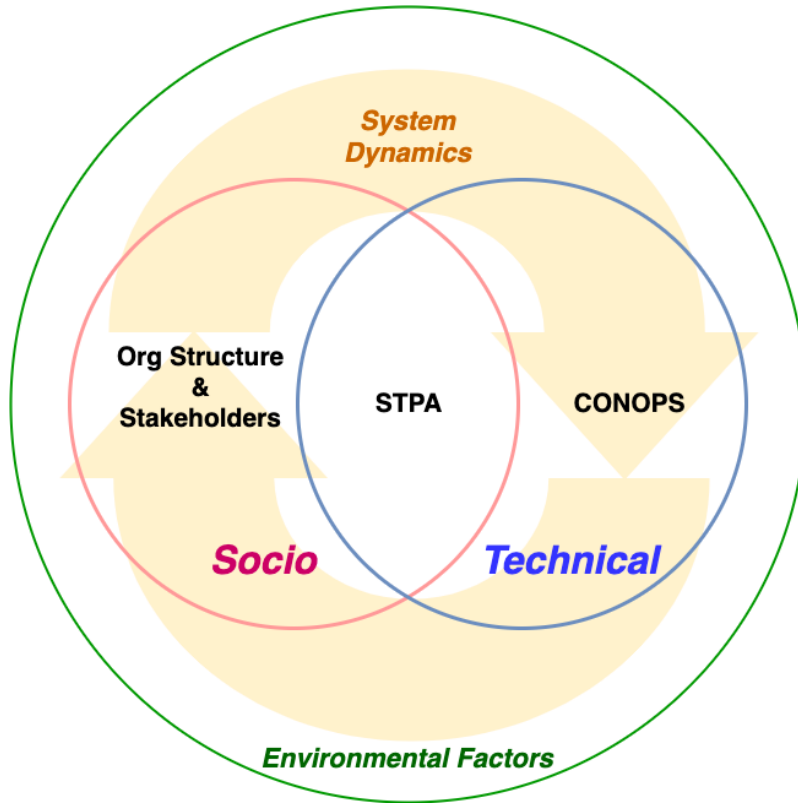 System
Dynamics
Org Structure
&
Stakeholders
STPA
CONOPS
Socio
Technical
Environmental Factors